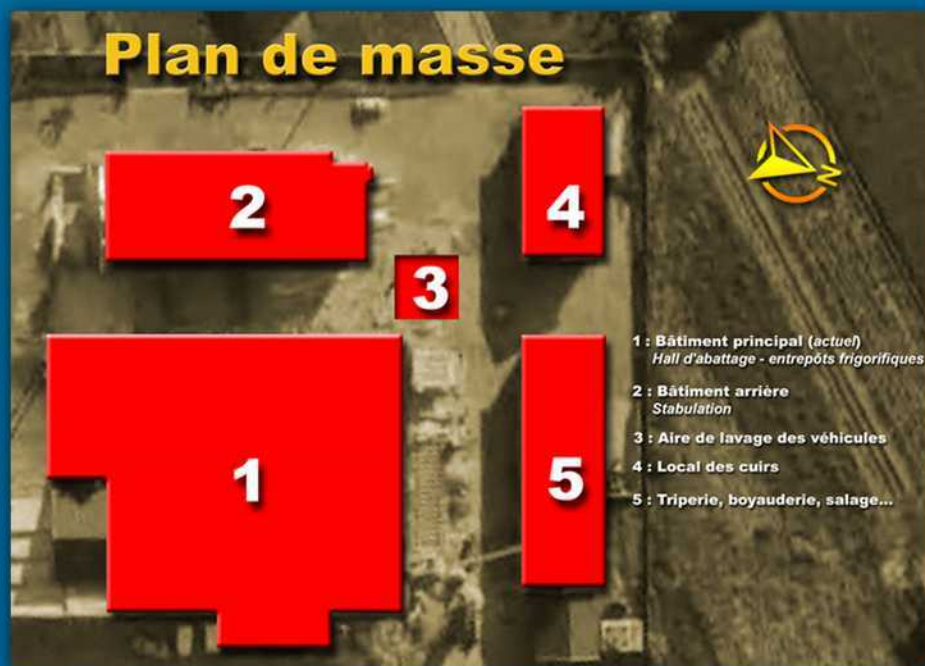 Plan de masse
2
4
3
N
1 : Bâtiment principal (actuel)
Hall d'abattage - entrepôts frigorifiques
2 : Bâtiment arrière
Stabulation
3 : Aire de lavage des véhicules
4 : Local des cuirs
5 : Triperie, boyauderie, salage...
1
5